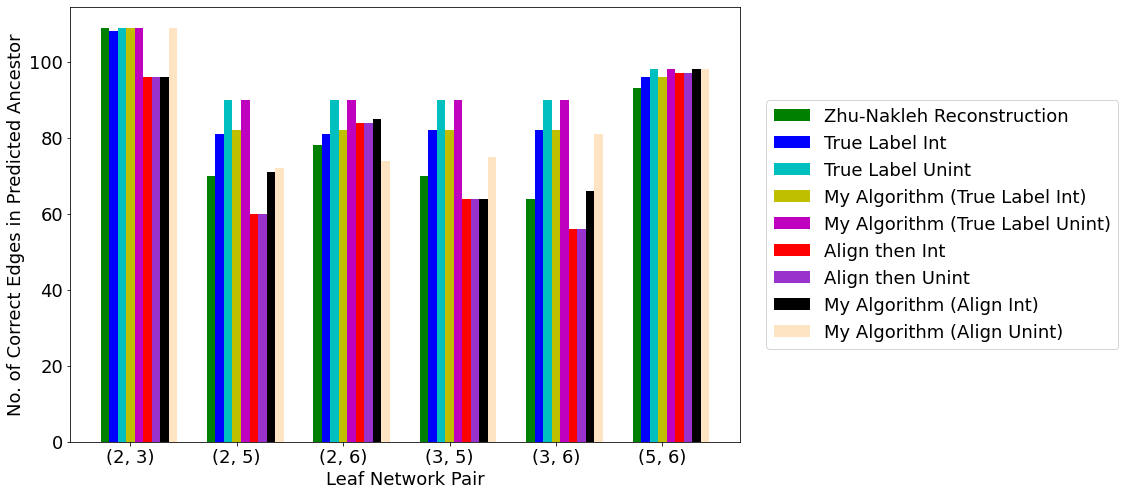 No. of Correct Edges in Predicted Ancestor
100
80
60
40
20
0
(2, 3) (2, 5) (2, 6) (3, 5) (3, 6) (5, 6)
Leaf Network Pair
Zhu-Nakleh Reconstruction
True Label Int
True Label Unint
My Algorithm (True Label Int)
My Algorithm (True Label Unint)
Align then Int
Align then Unint
My Algorithm (Align Int)
My Algorithm (Align Unint)